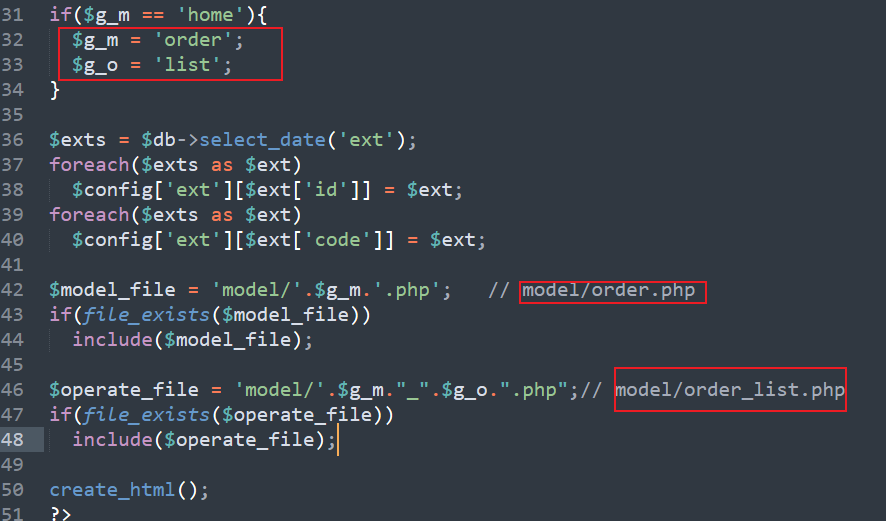 31 if($g_m == 'home'){
32 $g_m = 'order';
33 $g_o = 'list';
34 }
35
36 $exts = $db->select_date('ext');
37 foreach($exts as $ext)
38 $config['ext'][$ext['id']] = $ext;
39 foreach($exts as $ext)
40 $config['ext'][$ext['code']] = $ext;
41
42 $model_file = 'model/'.$g_m.'.php'; // model/order.php
43 if(file_exists($model_file))
44 include($model_file);
45
46 $operate_file = 'model/'.$g_m."_".$g_o.".php";// model/order_list.php
47 if(file_exists($operate_file))
48 include($operate_file);
49
50 create_html();
51 ?>